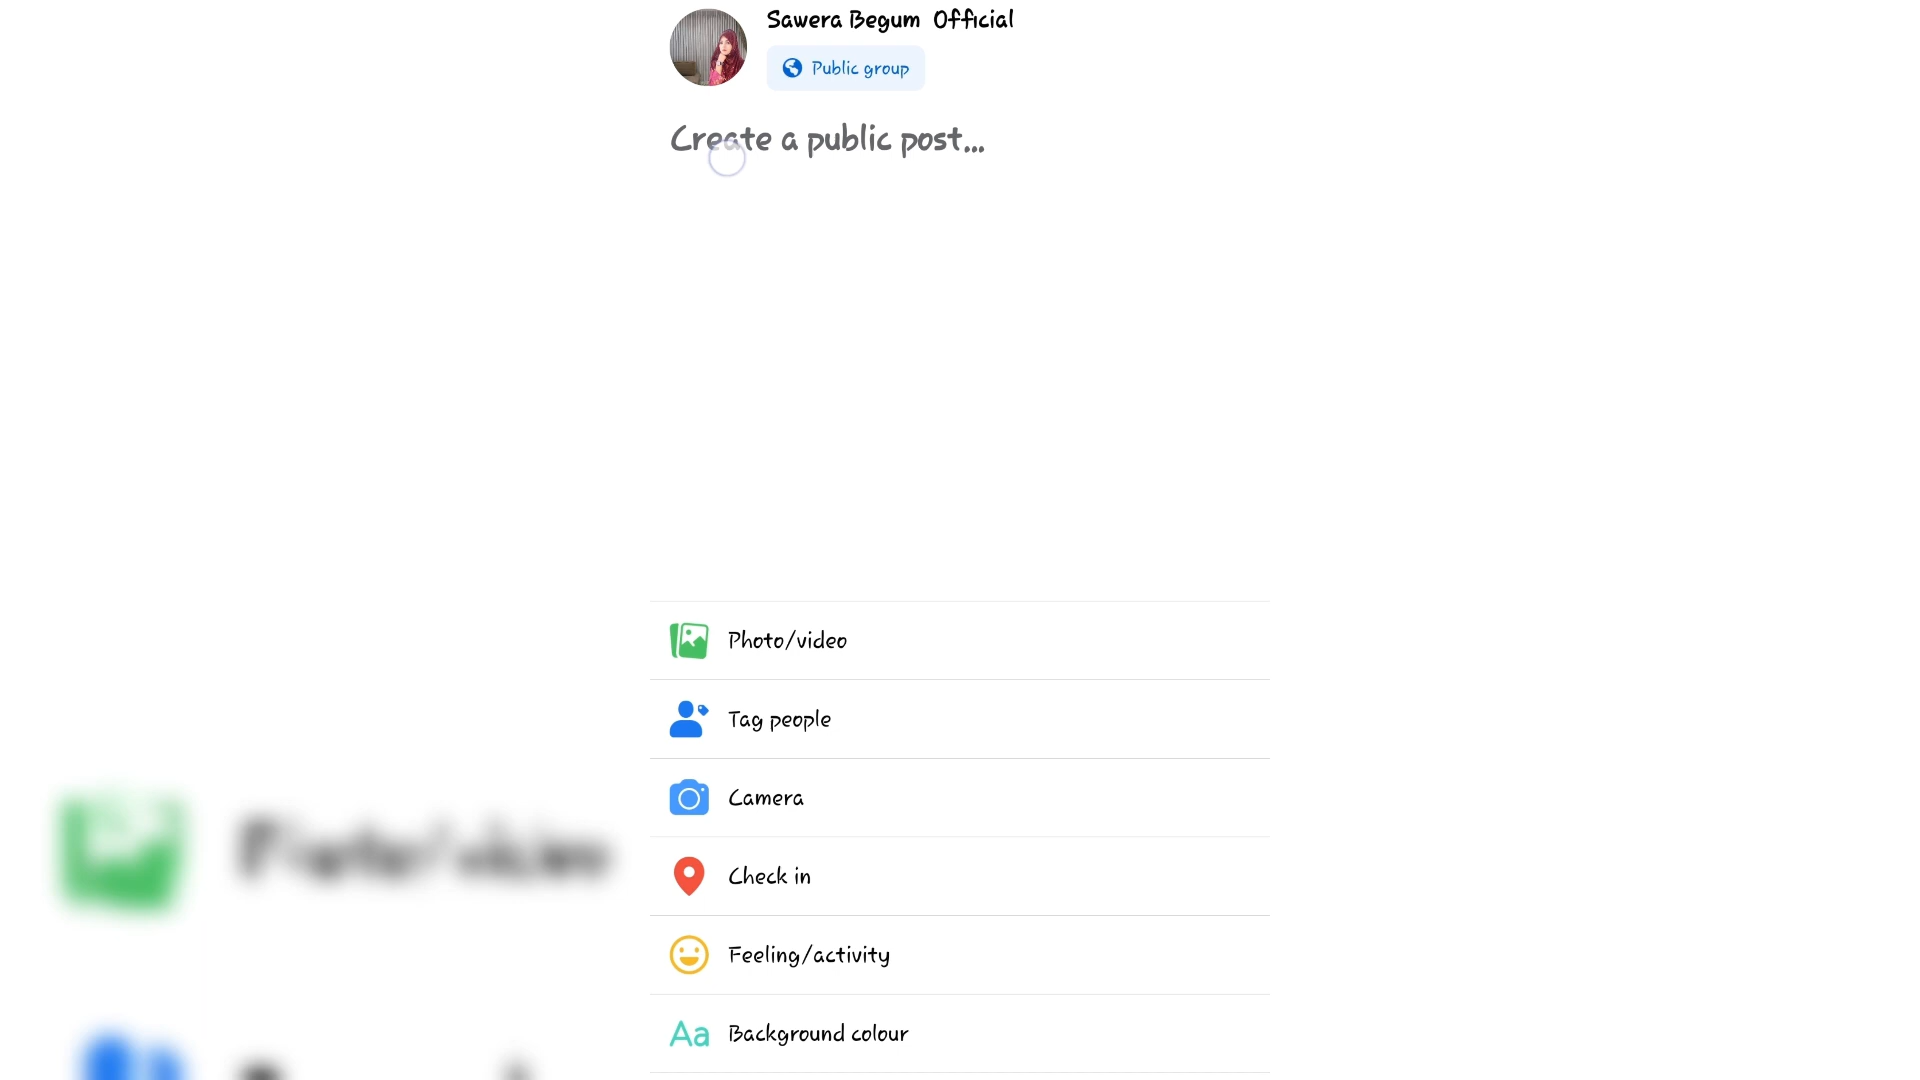 Sawera Begum Official
Public group
Create a public post...
Photo/video
Tag people
Camera
Check in
Feeling/activity
Aa Background colour